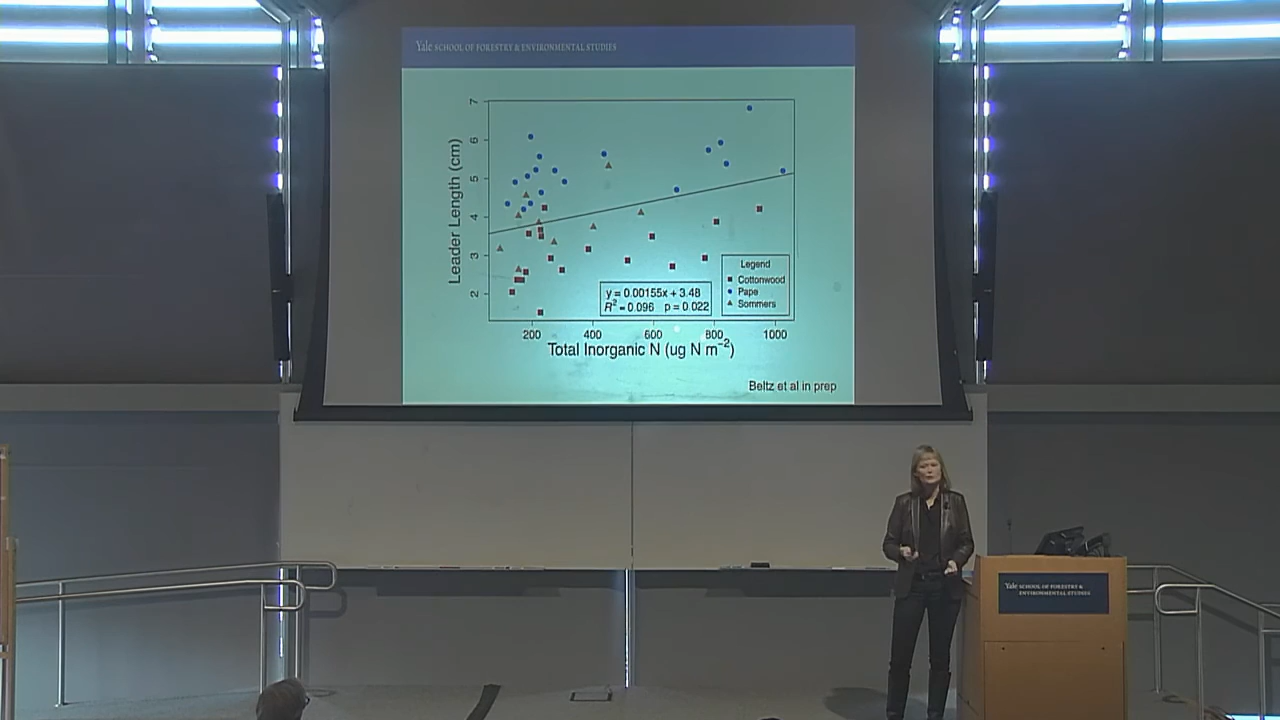 Yale SCHOOL OF FORESTRY & ENVIRONMENTAL STUDIES
7
6
5
4
3
2
Leader Length (cm)
Legend
Cottonwood
Pape
Sommers
y = 0.00155x + 3.48
R² = 0.096 p = 0.022
200 400 600 800 1000
Total Inorganic N (ug N m⁻²)
Beltz et al in prep
Yale SCHOOL OF FORESTRY &
ENVIRONMENTAL STUDIES